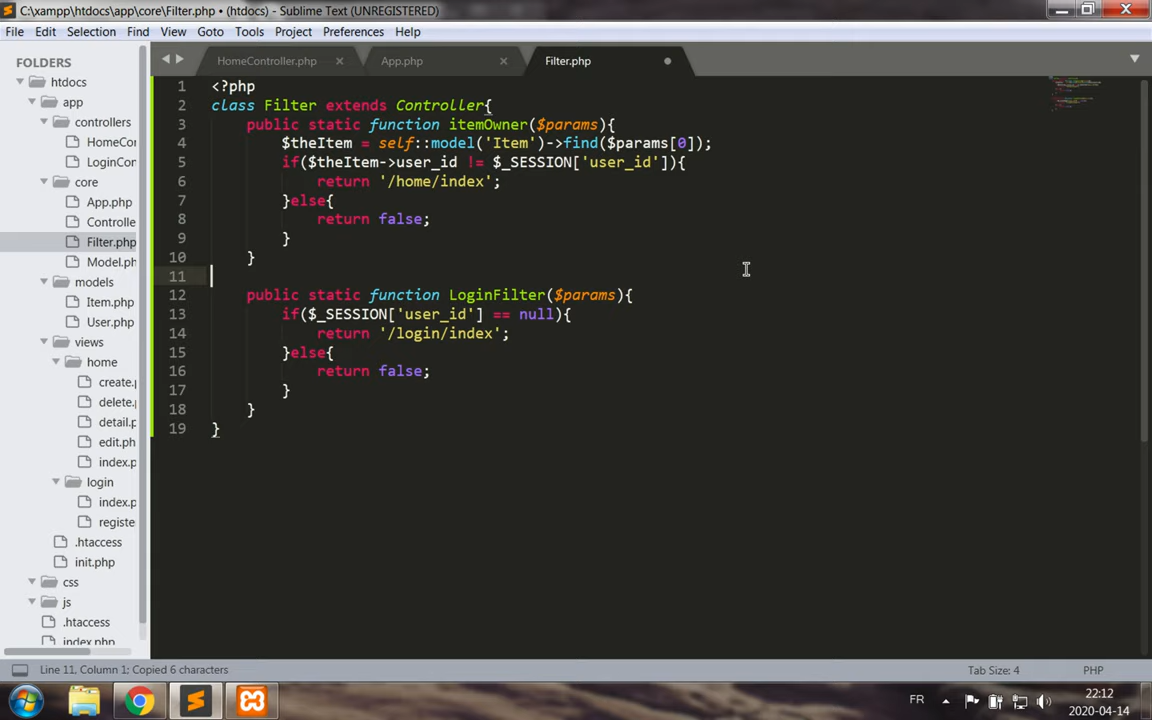 C:\xampp\htdocs\app\core\Filter.php • (htdocs) - Sublime Text (UNREGISTERED)
File Edit Selection Find View Goto Tools Project Preferences Help
FOLDERS
htdocs
app
controllers
HomeCo
LoginCon
core
App.php
Controlle
Filter.php
Model.ph
models
Item.php
User.php
views
home
create.p
delete.
detail.p
edit.ph
index.p
login
index.p
registe
.htaccess
init.php
css
js
.htaccess
index.php
HomeController.php App.php Filter.php
1 <?php
2 class Filter extends Controller{
3 public static function itemOwner($params){
4 $theItem = self::model('Item')->find($params[0]);
5 if($theItem->user_id != $_SESSION['user_id']){
6 return '/home/index';
7 }else{
8 return false;
9 }
10 }
11
12 public static function LoginFilter($params){
13 if($_SESSION['user_id'] == null){
14 return '/login/index';
15 }else{
16 return false;
17 }
18 }
19 }
Line 11, Column 1; Copied 6 characters Tab Size: 4 PHP
FR 22:12
2020-04-14